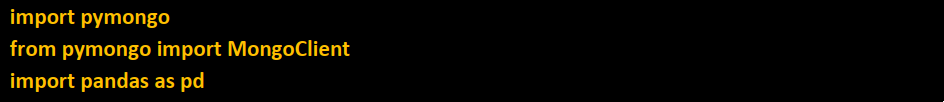 import pymongo
from pymongo import MongoClient
import pandas as pd